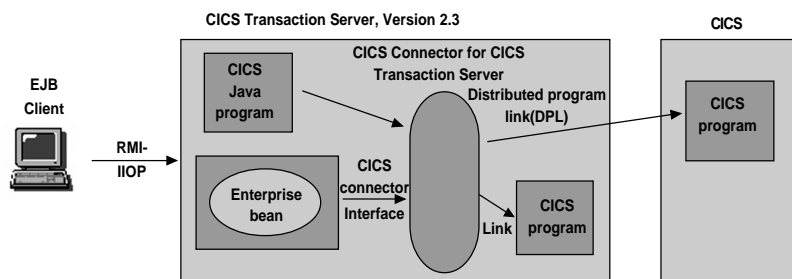 CICS Transaction Server, Version 2.3
CICS
EJB
Client
RMI-
IIOP
CICS
Java
program
CICS Connector for CICS
Transaction Server
Distributed program
link(DPL)
CICS
program
Enterprise
bean
CICS
connector
Interface
Link
CICS
program